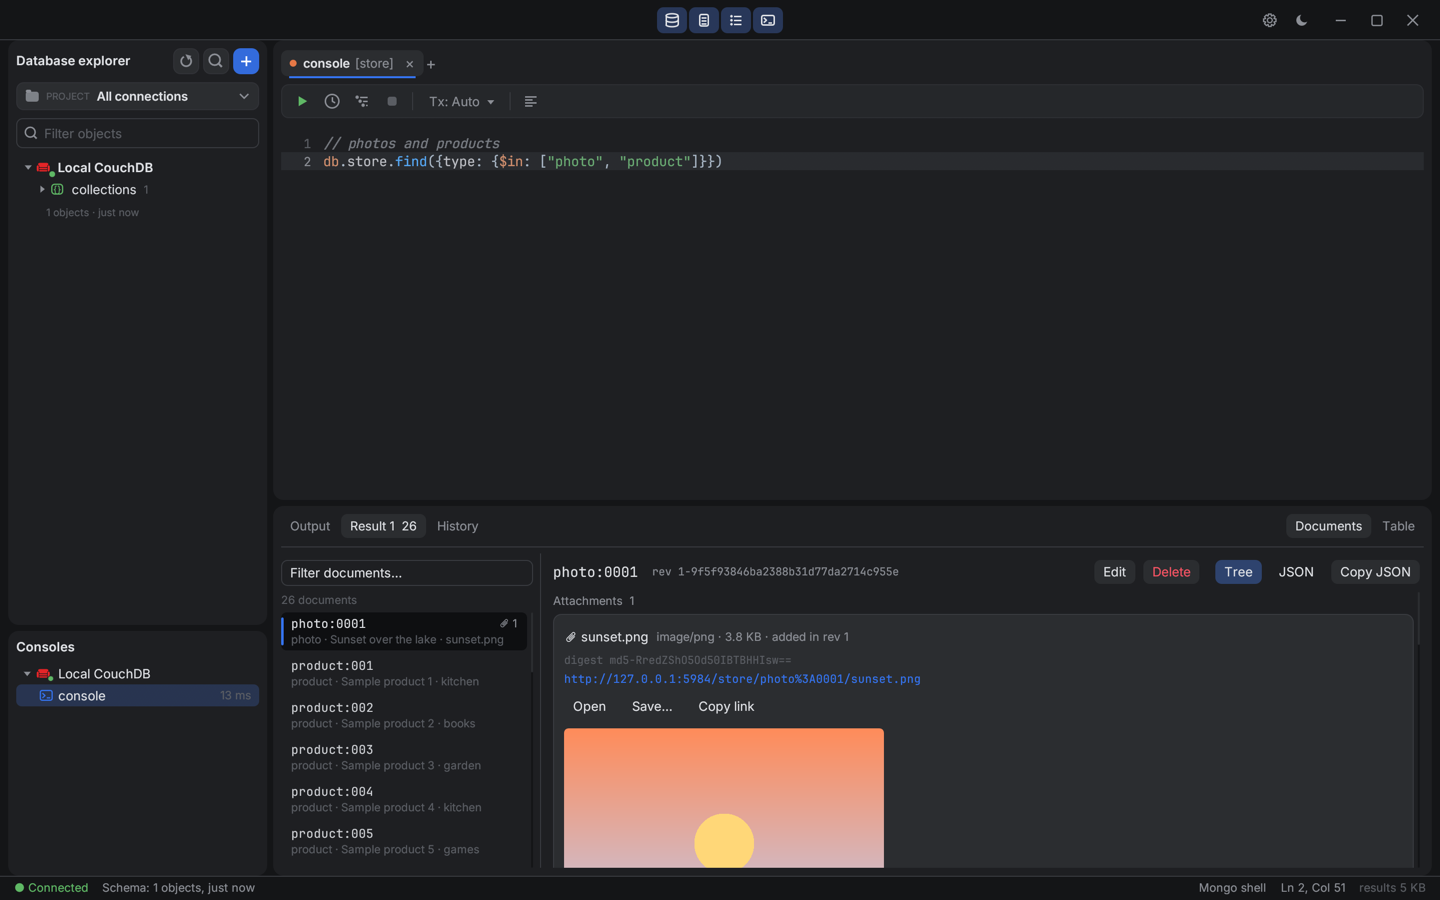 Database explorer
PROJECT All connections
Filter objects
Local CouchDB
collections 1
1 objects · just now
Consoles
Local CouchDB
console 13 ms
console [store]
Tx: Auto
1 // photos and products
2 db.store.find({type: {$in: ["photo", "product"]}})
Output Result 1 26 History
Documents Table
Filter documents...
26 documents
photo:0001 1
photo · Sunset over the lake · sunset.png
product:001
product · Sample product 1 · kitchen
product:002
product · Sample product 2 · books
product:003
product · Sample product 3 · garden
product:004
product · Sample product 4 · kitchen
product:005
product · Sample product 5 · games
photo:0001 rev 1-9f5f93846ba2388b31d77da2714c955e
Edit Delete Tree JSON Copy JSON
Attachments 1
sunset.png image/png · 3.8 KB · added in rev 1
digest md5-RredZShO5Od50IBTBHHIsw==
http://127.0.0.1:5984/store/photo%3A0001/sunset.png
Open Save... Copy link
Connected Schema: 1 objects, just now
Mongo shell Ln 2, Col 51 results 5 KB